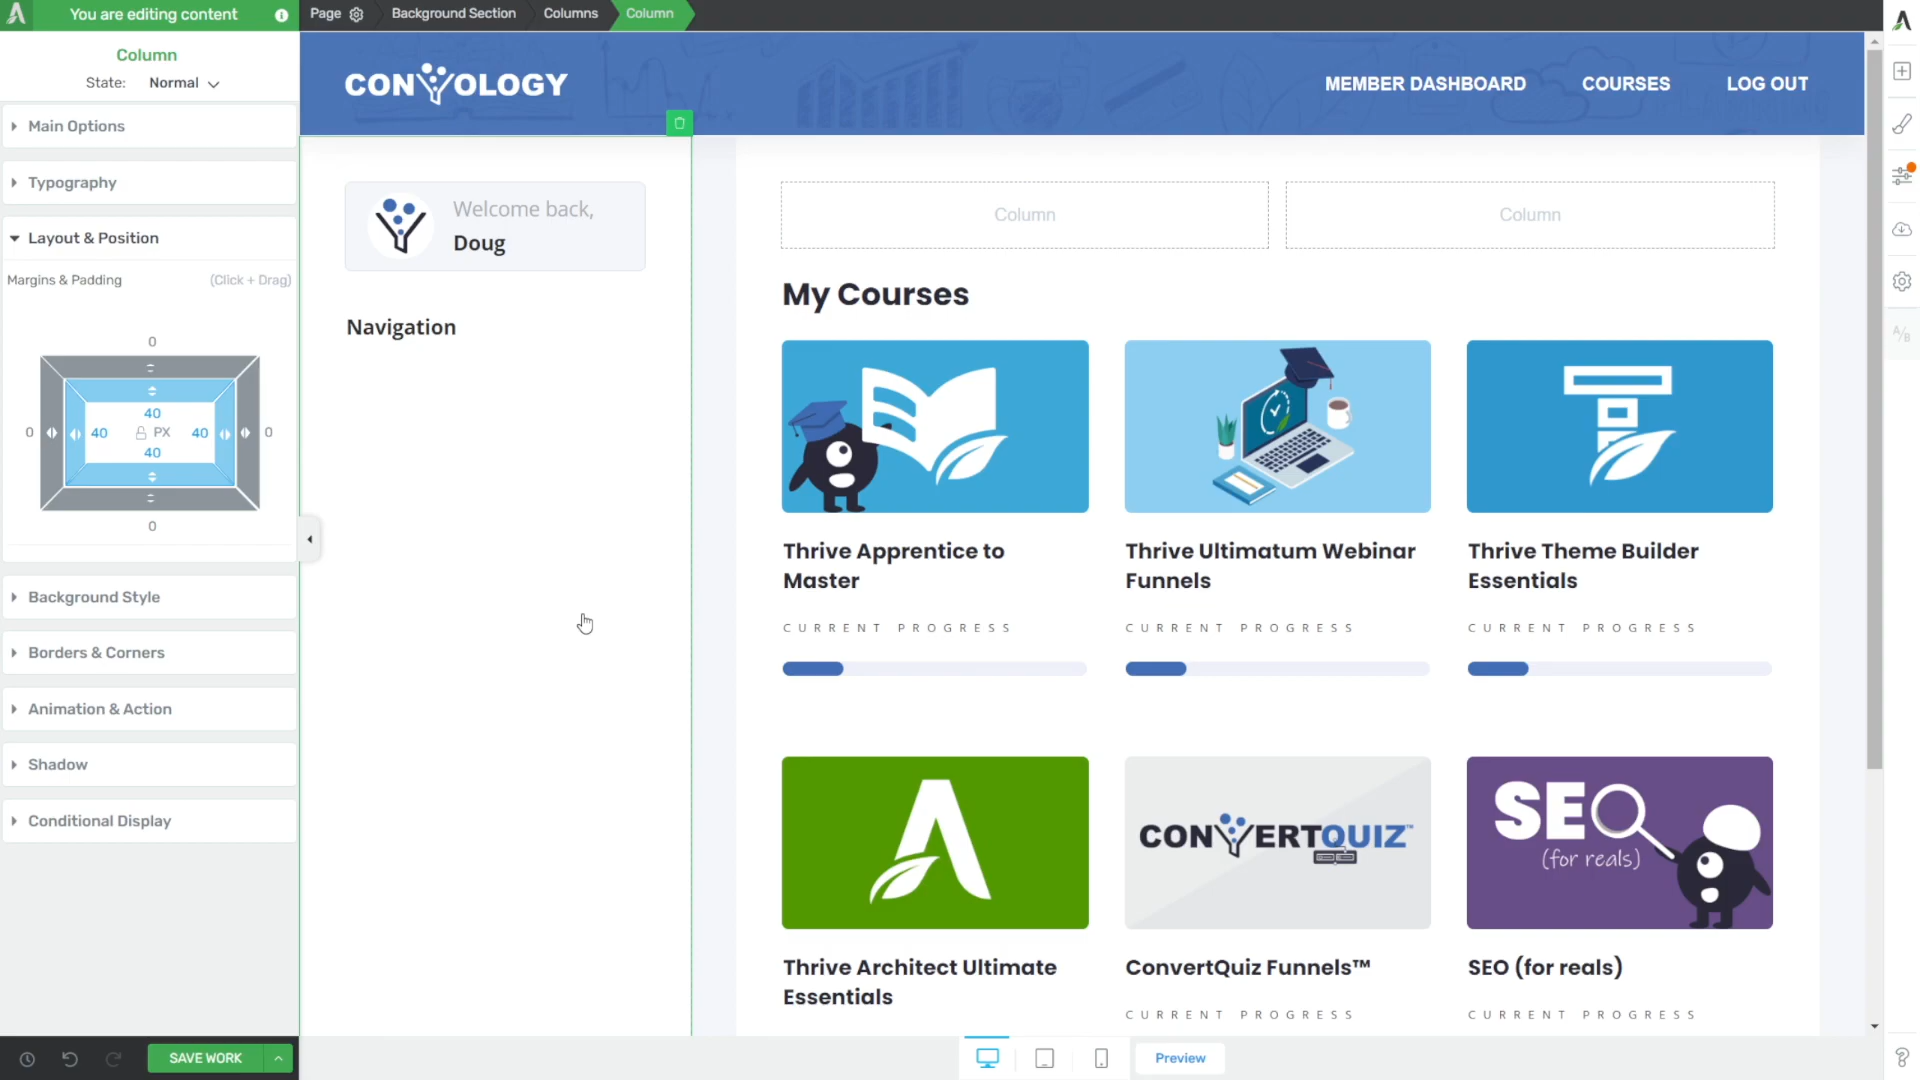 You are editing content
Page
Background Section
Columns
Column
Column
State: Normal
Main Options
Typography
Layout & Position
Margins & Padding (Click + Drag)
0
40
0 40 PX 40 0
40
0
Background Style
Borders & Corners
Animation & Action
Shadow
Conditional Display
SAVE WORK
CONVOLOGY
MEMBER DASHBOARD
COURSES
LOG OUT
Welcome back,
Doug
Navigation
Column
Column
My Courses
Thrive Apprentice to
Master
CURRENT PROGRESS
Thrive Ultimatum Webinar
Funnels
CURRENT PROGRESS
Thrive Theme Builder
Essentials
CURRENT PROGRESS
Thrive Architect Ultimate
Essentials
CONVERTQUIZ™
ConvertQuiz Funnels™
CURRENT PROGRESS
SEO
(for reals)
SEO (for reals)
CURRENT PROGRESS
Preview
A/B